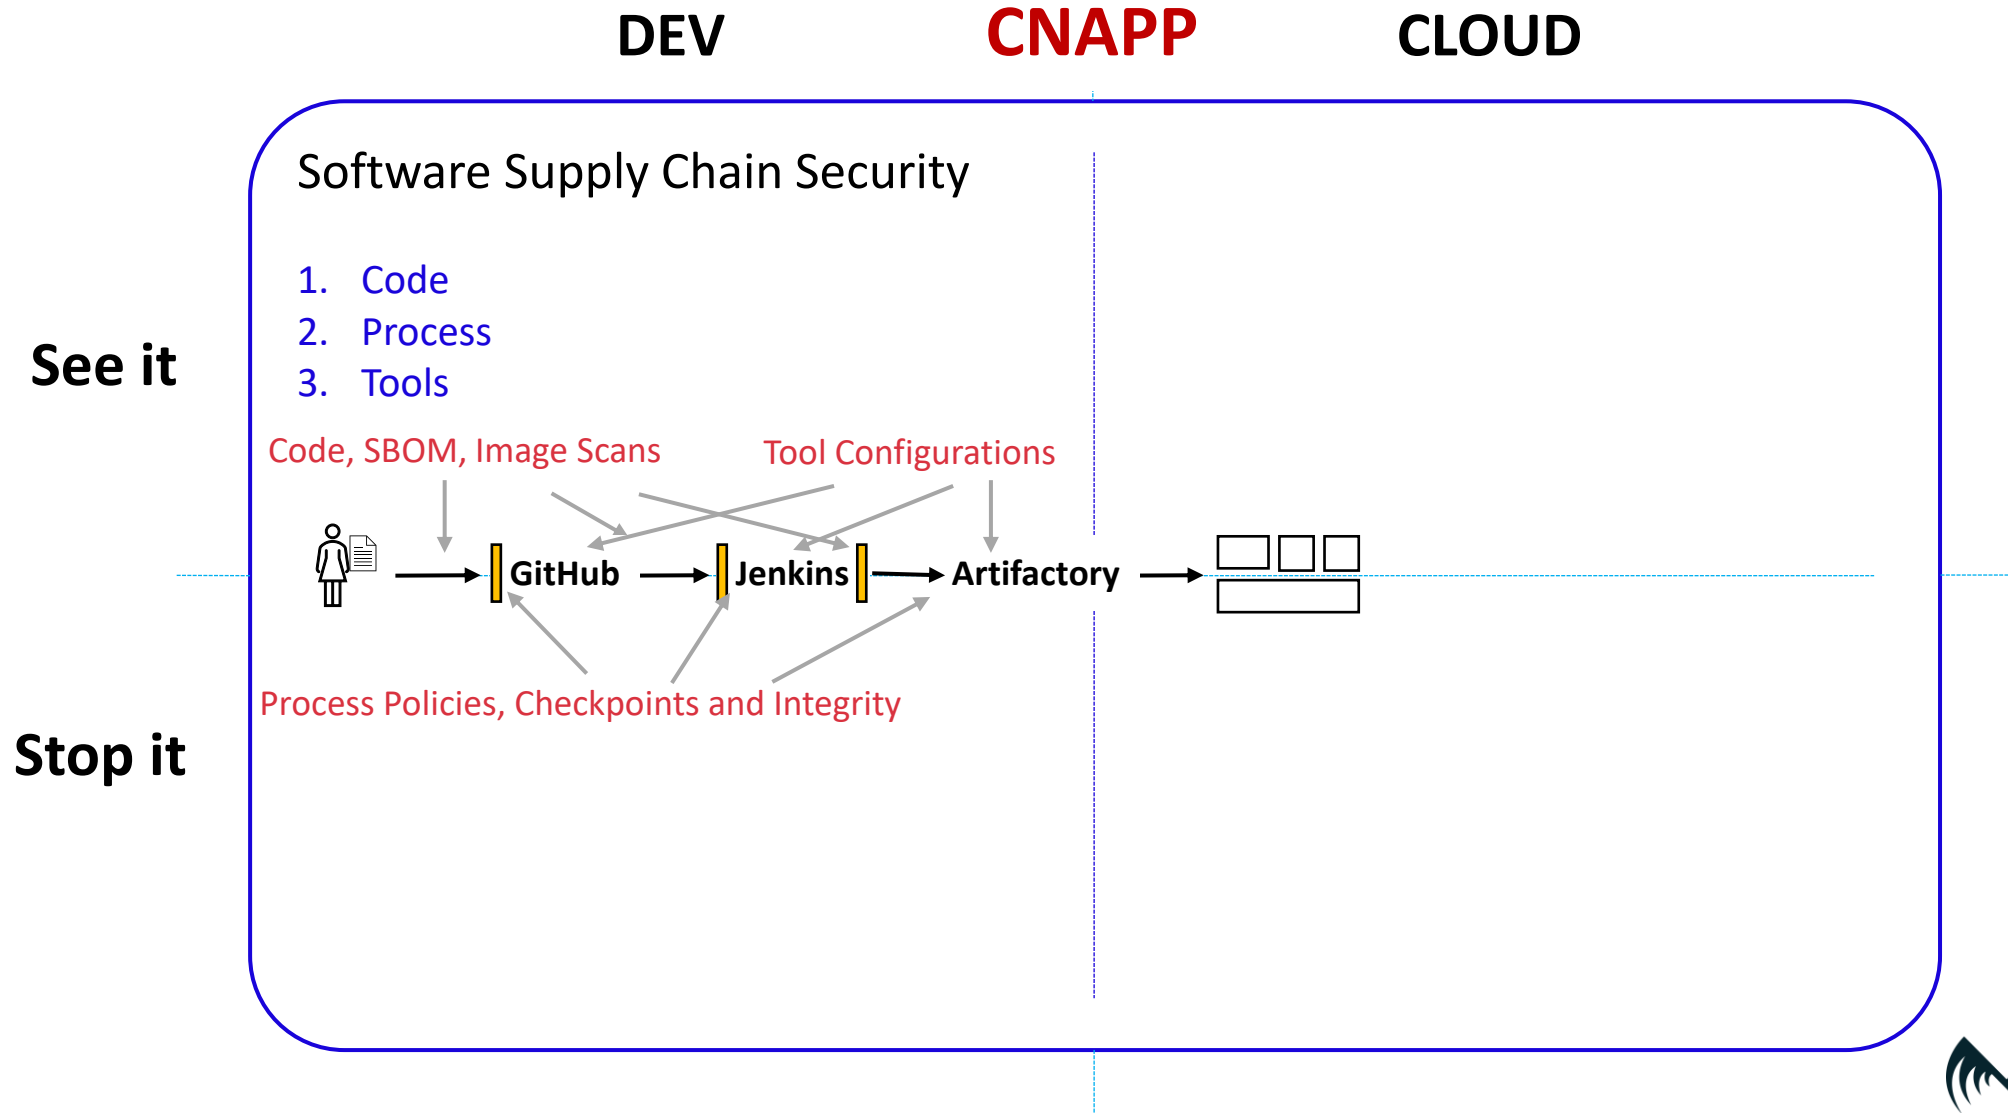 DEV CNAPP CLOUD
Software Supply Chain Security
1. Code
2. Process
3. Tools
See it
Code, SBOM, Image Scans
Tool Configurations
GitHub
Jenkins
Artifactory
Process Policies, Checkpoints and Integrity
Stop it